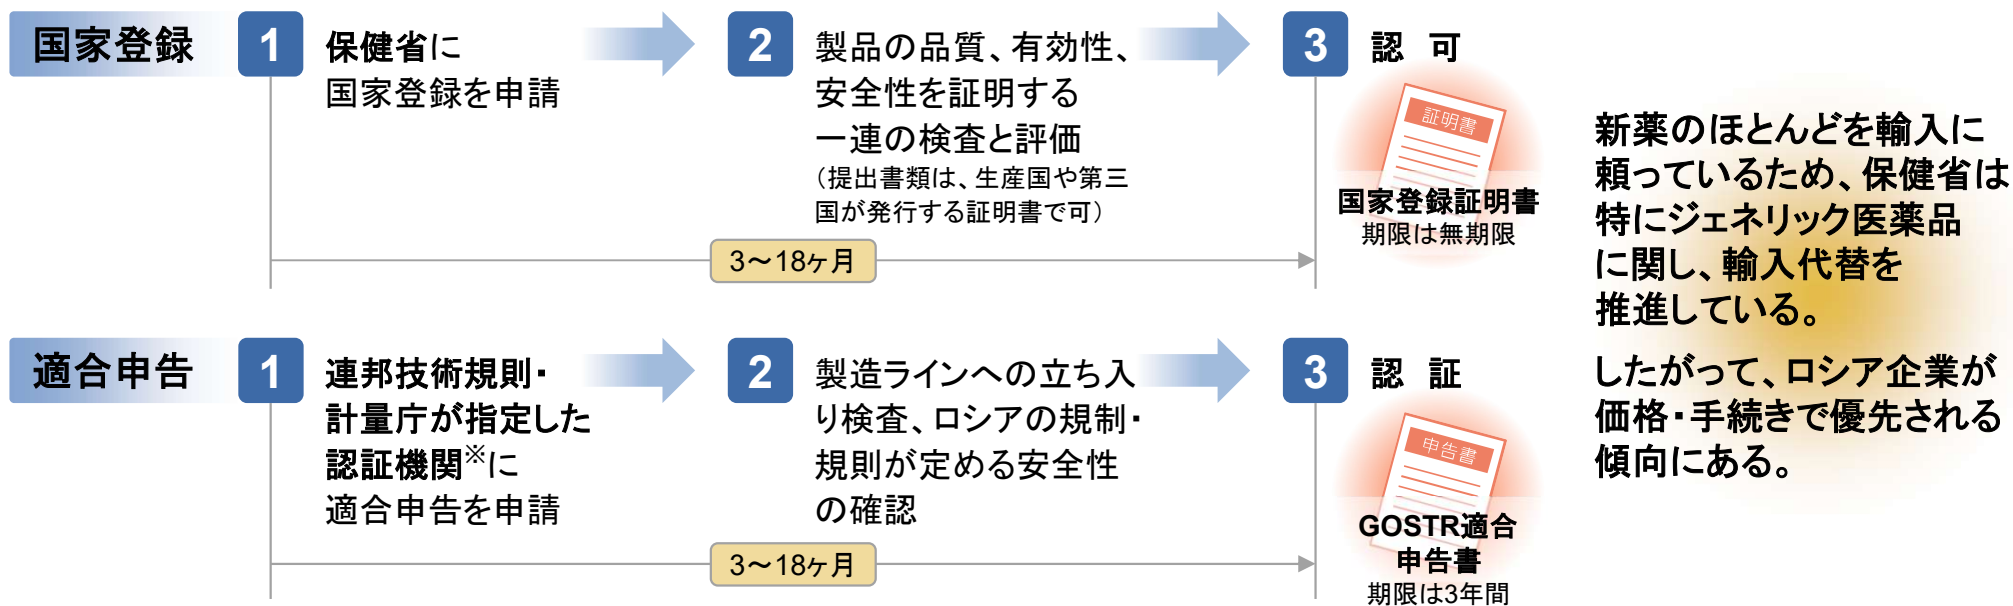 国家登録
1
保健省に
国家登録を申請
2
製品の品質、有効性、
安全性を証明する
一連の検査と評価
（提出書類は、生産国や第三
国が発行する証明書で可）
3
認 可
証明書
国家登録証明書
期限は無期限
3～18ヶ月
適合申告
1
連邦技術規則・
計量庁が指定した
認証機関※に
適合申告を申請
2
製造ラインへの立ち入
り検査、ロシアの規制・
規則が定める安全性
の確認
3
認 証
申告書
GOSTR適合
申告書
期限は3年間
3～18ヶ月
新薬のほとんどを輸入に
頼っているため、保健省は
特にジェネリック医薬品
に関し、輸入代替を
推進している。
したがって、ロシア企業が
価格・手続きで優先される
傾向にある。